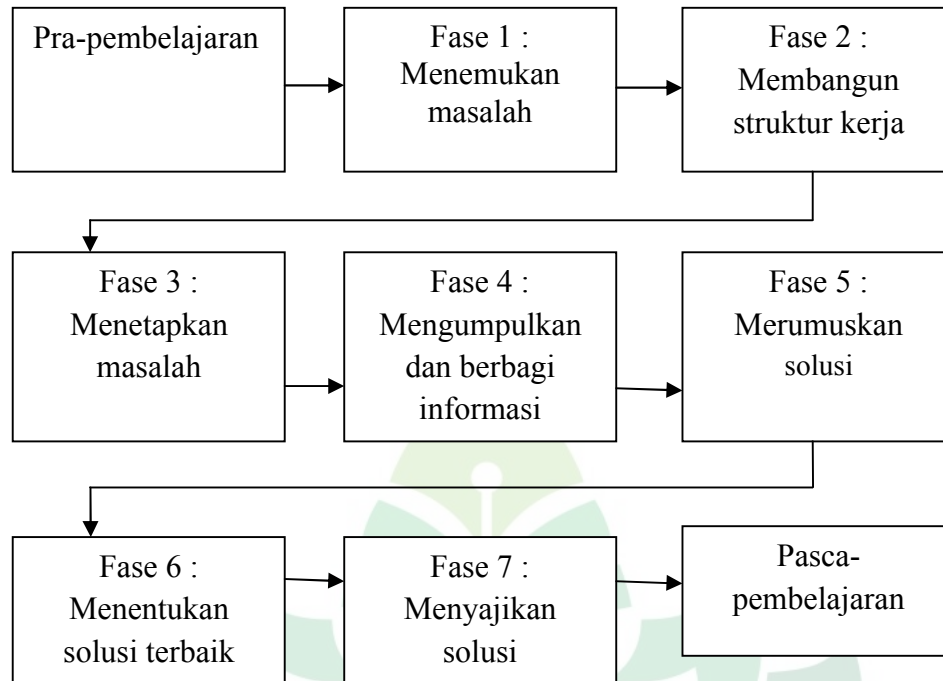 Pra-pembelajaran
Fase 1 :
Menemukan
masalah
Fase 2 :
Membangun
struktur kerja
Fase 3 :
Menetapkan
masalah
Fase 4 :
Mengumpulkan
dan berbagi
informasi
Fase 5 :
Merumuskan
solusi
Fase 6 :
Menentukan
solusi terbaik
Fase 7 :
Menyajikan
solusi
Pasca-
pembelajaran